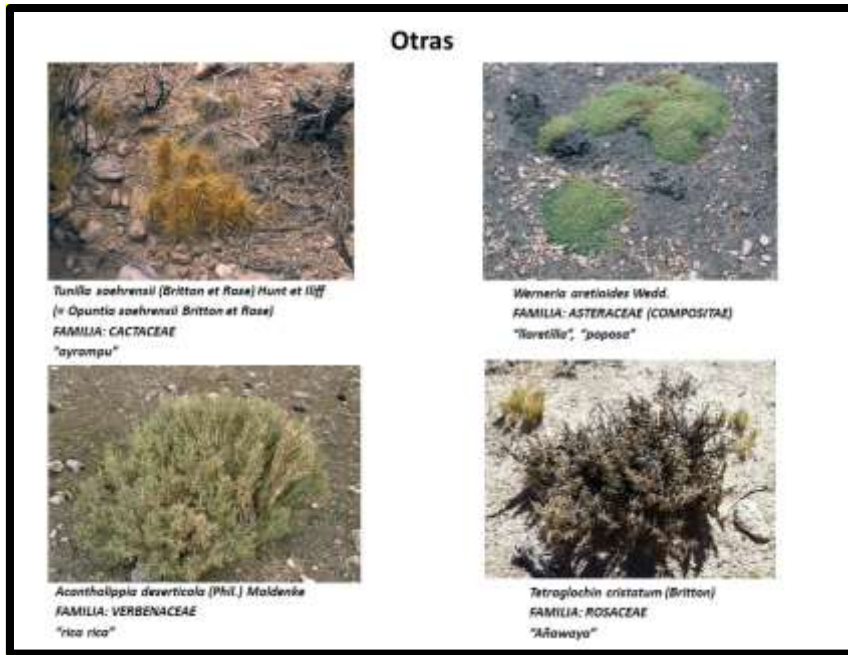 Otras
Tunilla soehrensii (Britton et Rose) Hunt et Iliff
(= Opuntia soehrensii Britton et Rose)
FAMILIA: CACTACEAE
"ayrampu"
Werneria aretioides Wedd.
FAMILIA: ASTERACEAE (COMPOSITAE)
"llaretilla", "poposa"
Acantholippia deserticola (Phil.) Moldenke
FAMILIA: VERBENACEAE
"rica rica"
Tetraglochin cristatum (Britton)
FAMILIA: ROSACEAE
"Añawaya"